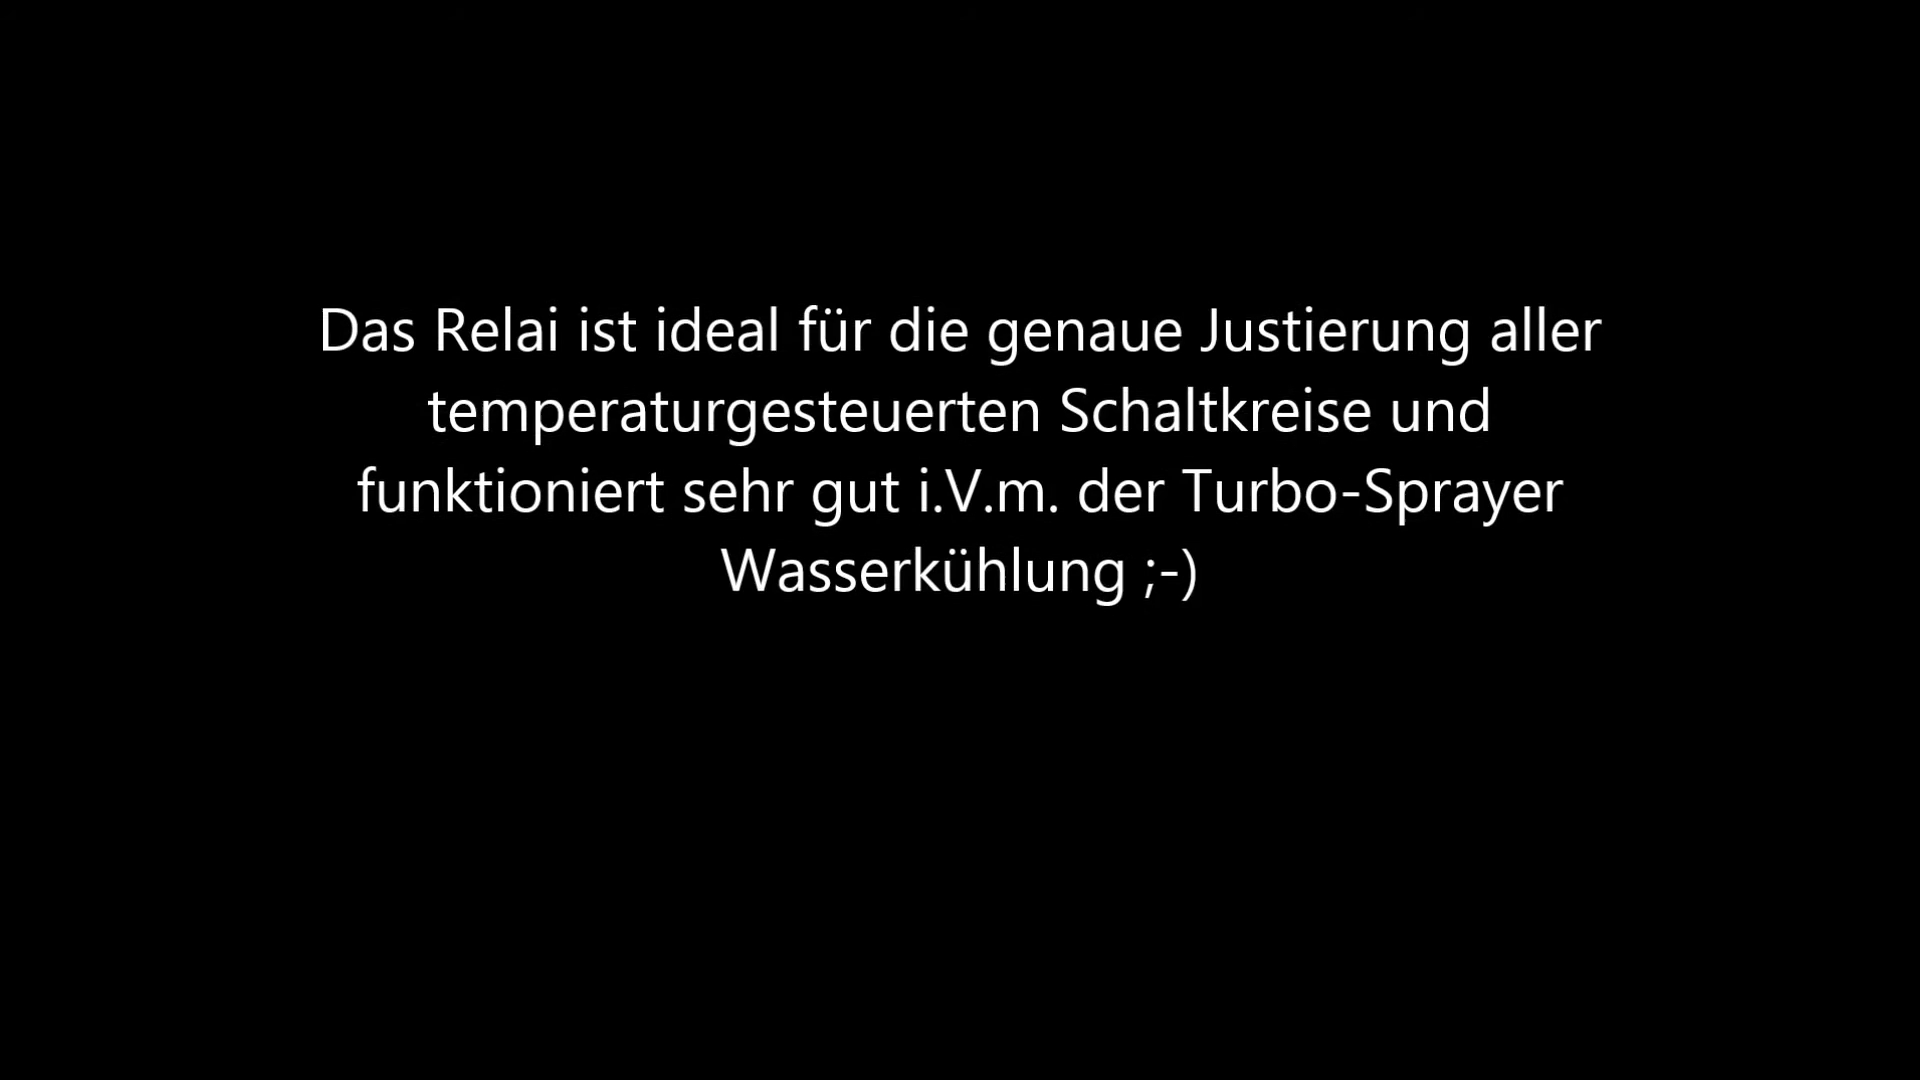 Das Relai ist ideal für die genaue Justierung aller
temperaturgesteuerten Schaltkreise und
funktioniert sehr gut i.V.m. der Turbo-Sprayer
Wasserkühlung ;-)